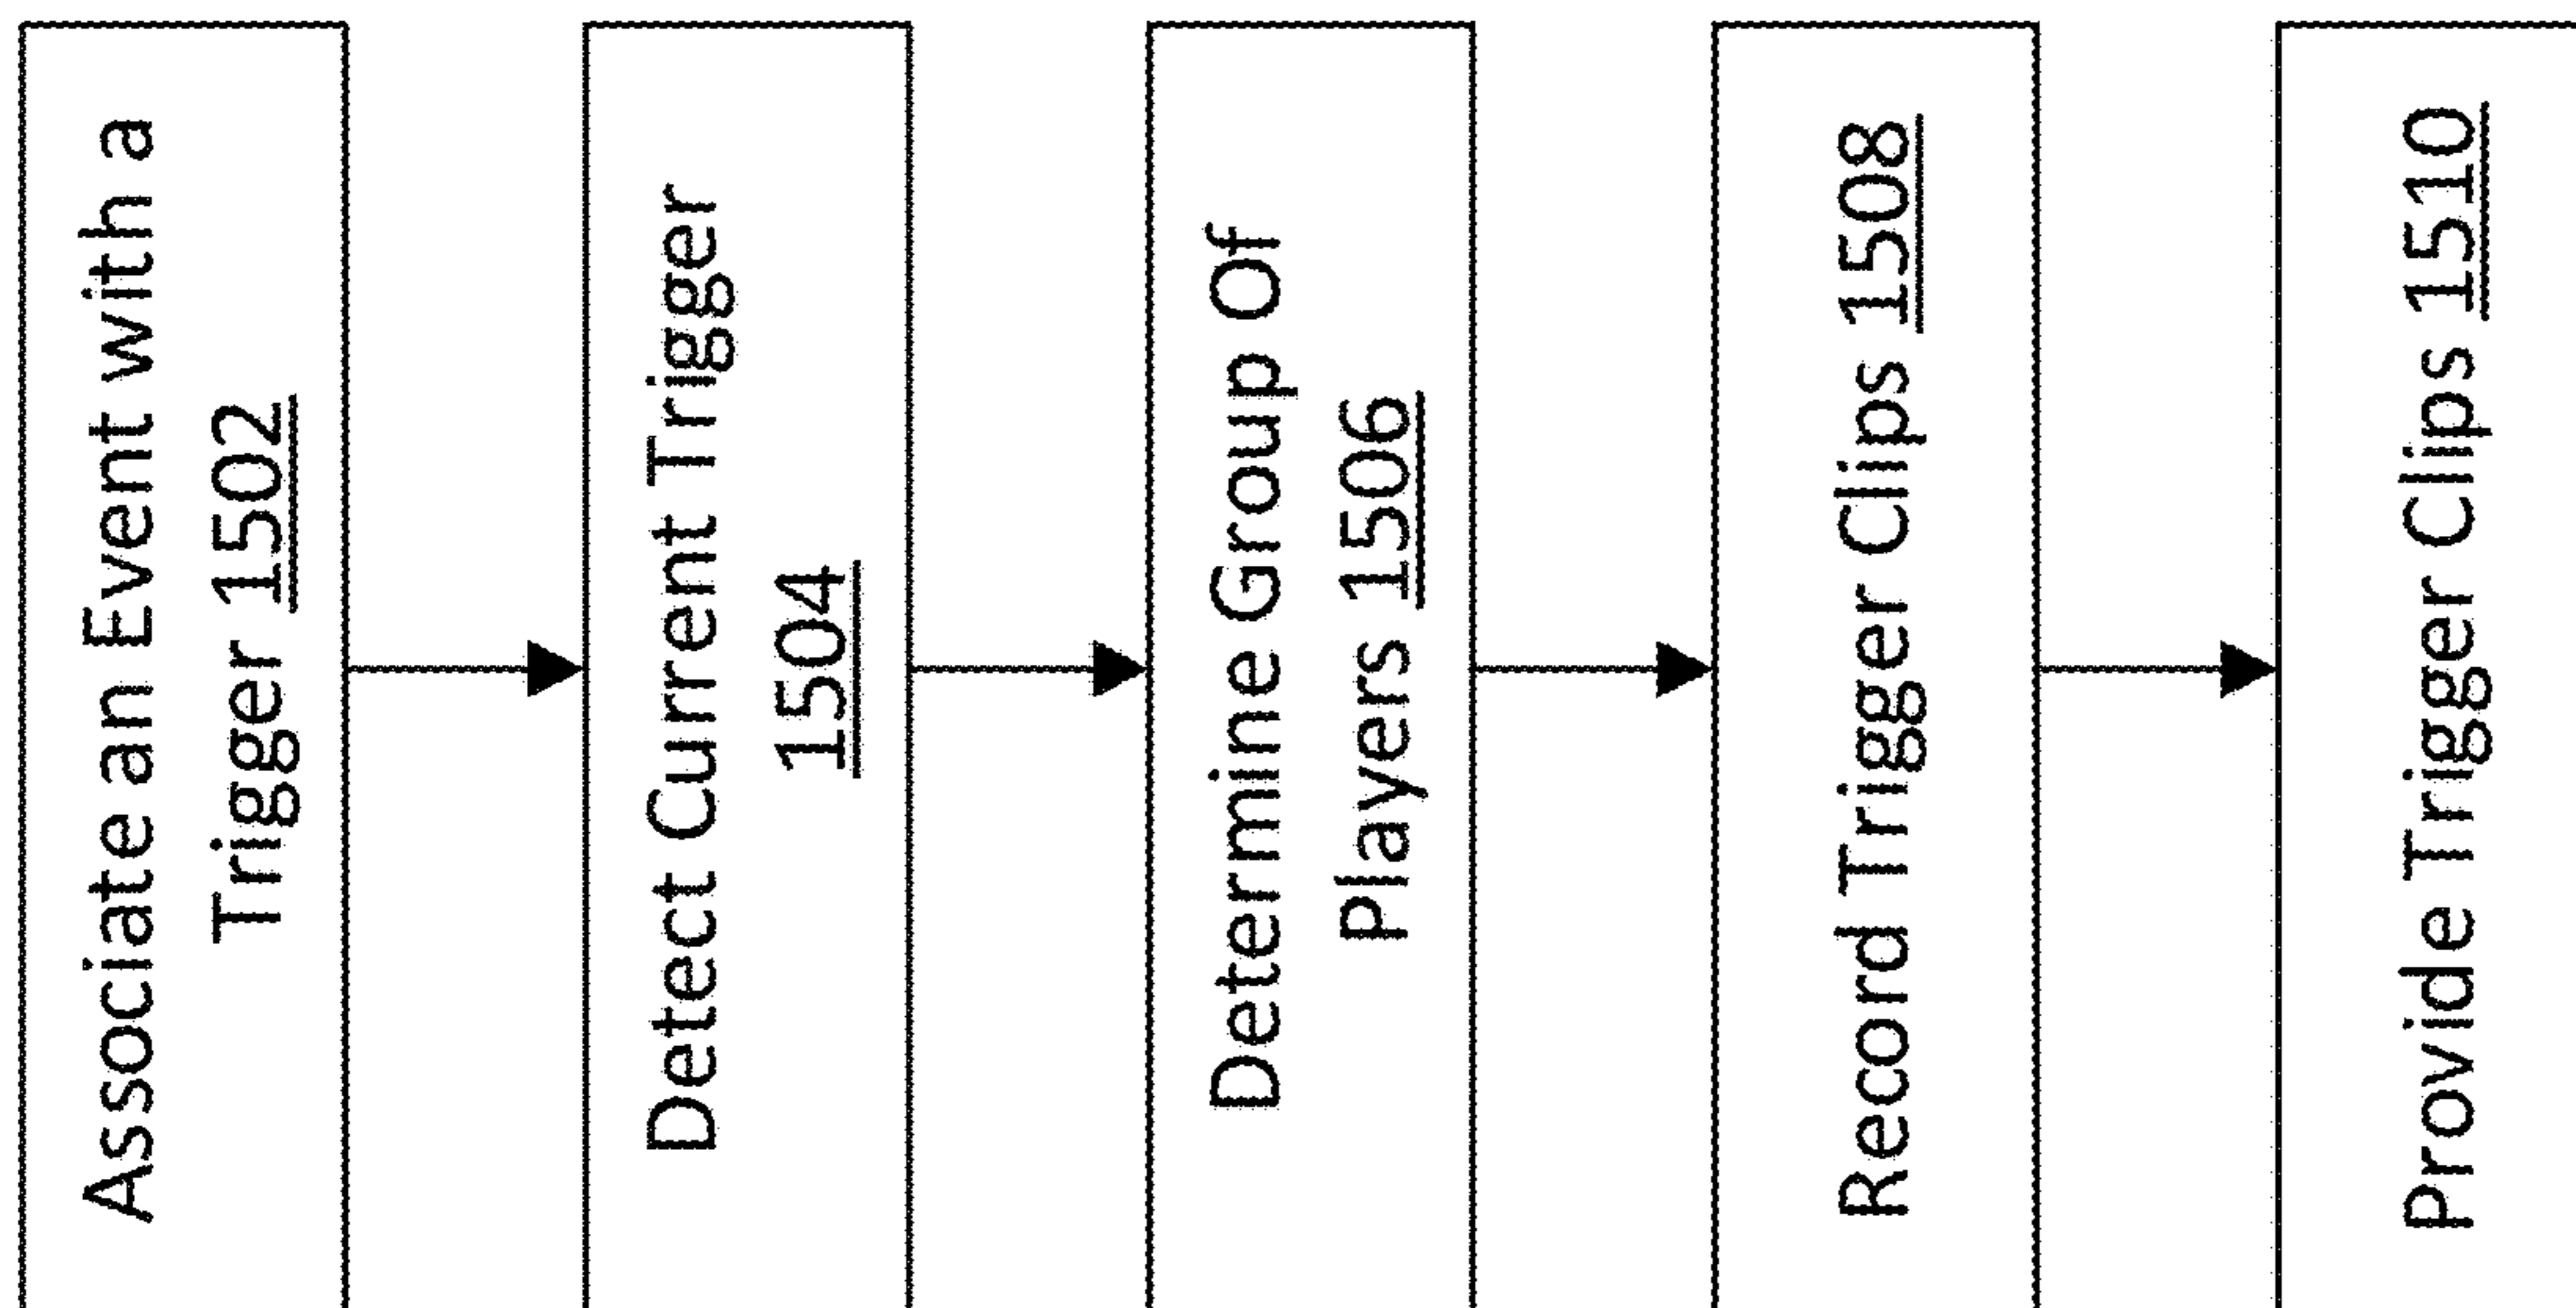 Associate an Event with a
Trigger 1502
Detect Current Trigger
1504
Determine Group Of
Players 1506
Record Trigger Clips 1508
Provide Trigger Clips 1510